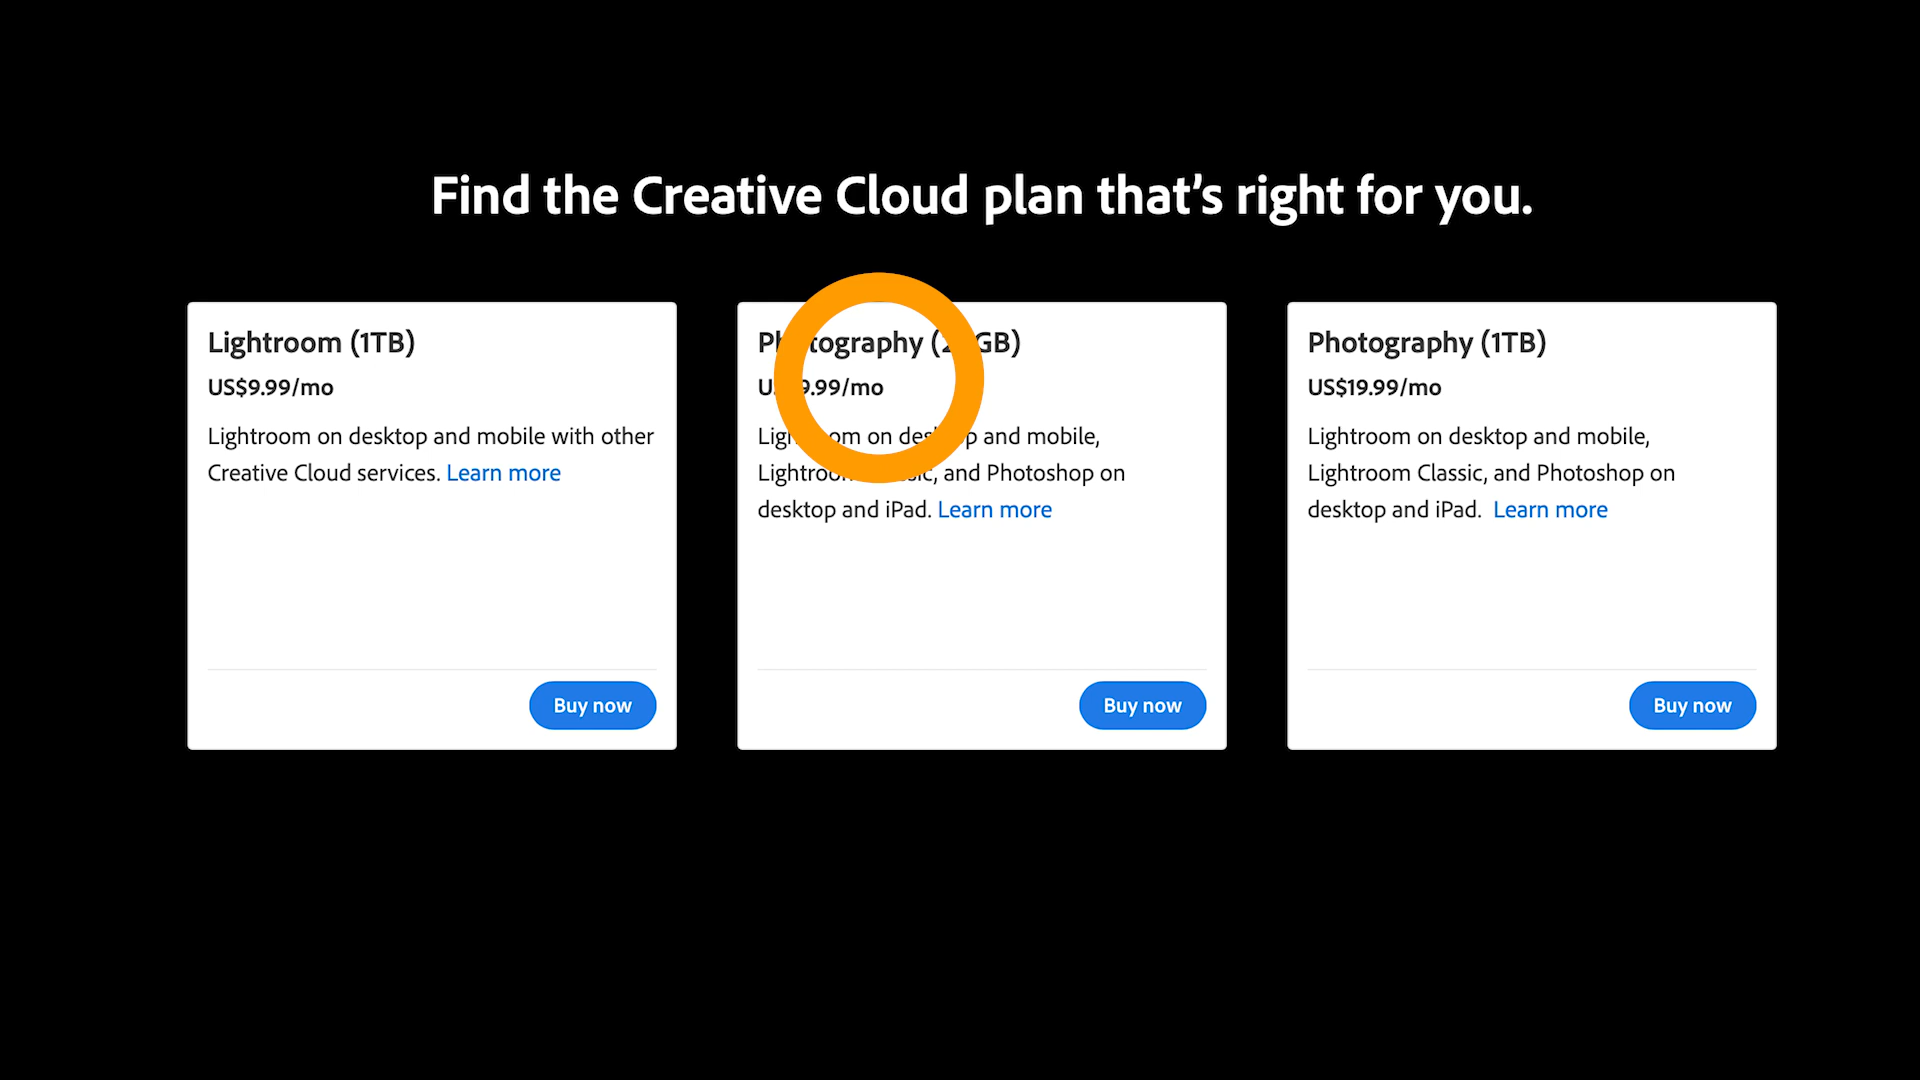 Find the Creative Cloud plan that's right for you.
Lightroom (1TB)
US$9.99/mo
Lightroom on desktop and mobile with other
Creative Cloud services. Learn more
Buy now
Photography
9.99/mo
on and mobile,
and Photoshop on
desktop and iPad. Learn more
Buy now
Photography (1TB)
US$19.99/mo
Lightroom on desktop and mobile,
Lightroom Classic, and Photoshop on
desktop and iPad. Learn more
Buy now